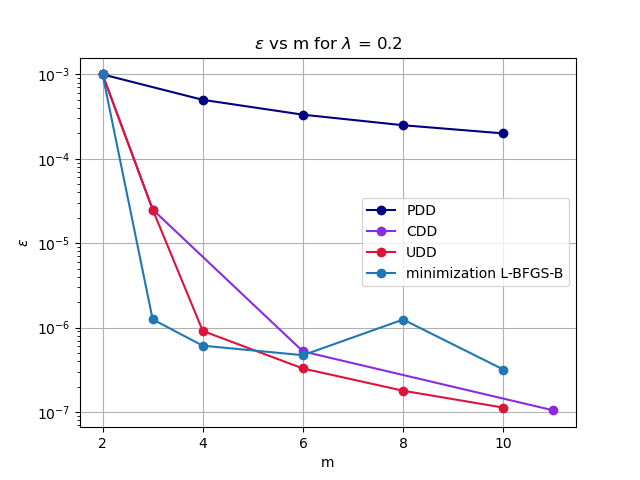 ε vs m for λ = 0.2
10⁻³
10⁻⁴
10⁻⁵
10⁻⁶
10⁻⁷
ε
PDD
CDD
UDD
minimization L-BFGS-B
2 4 6 8 10
m